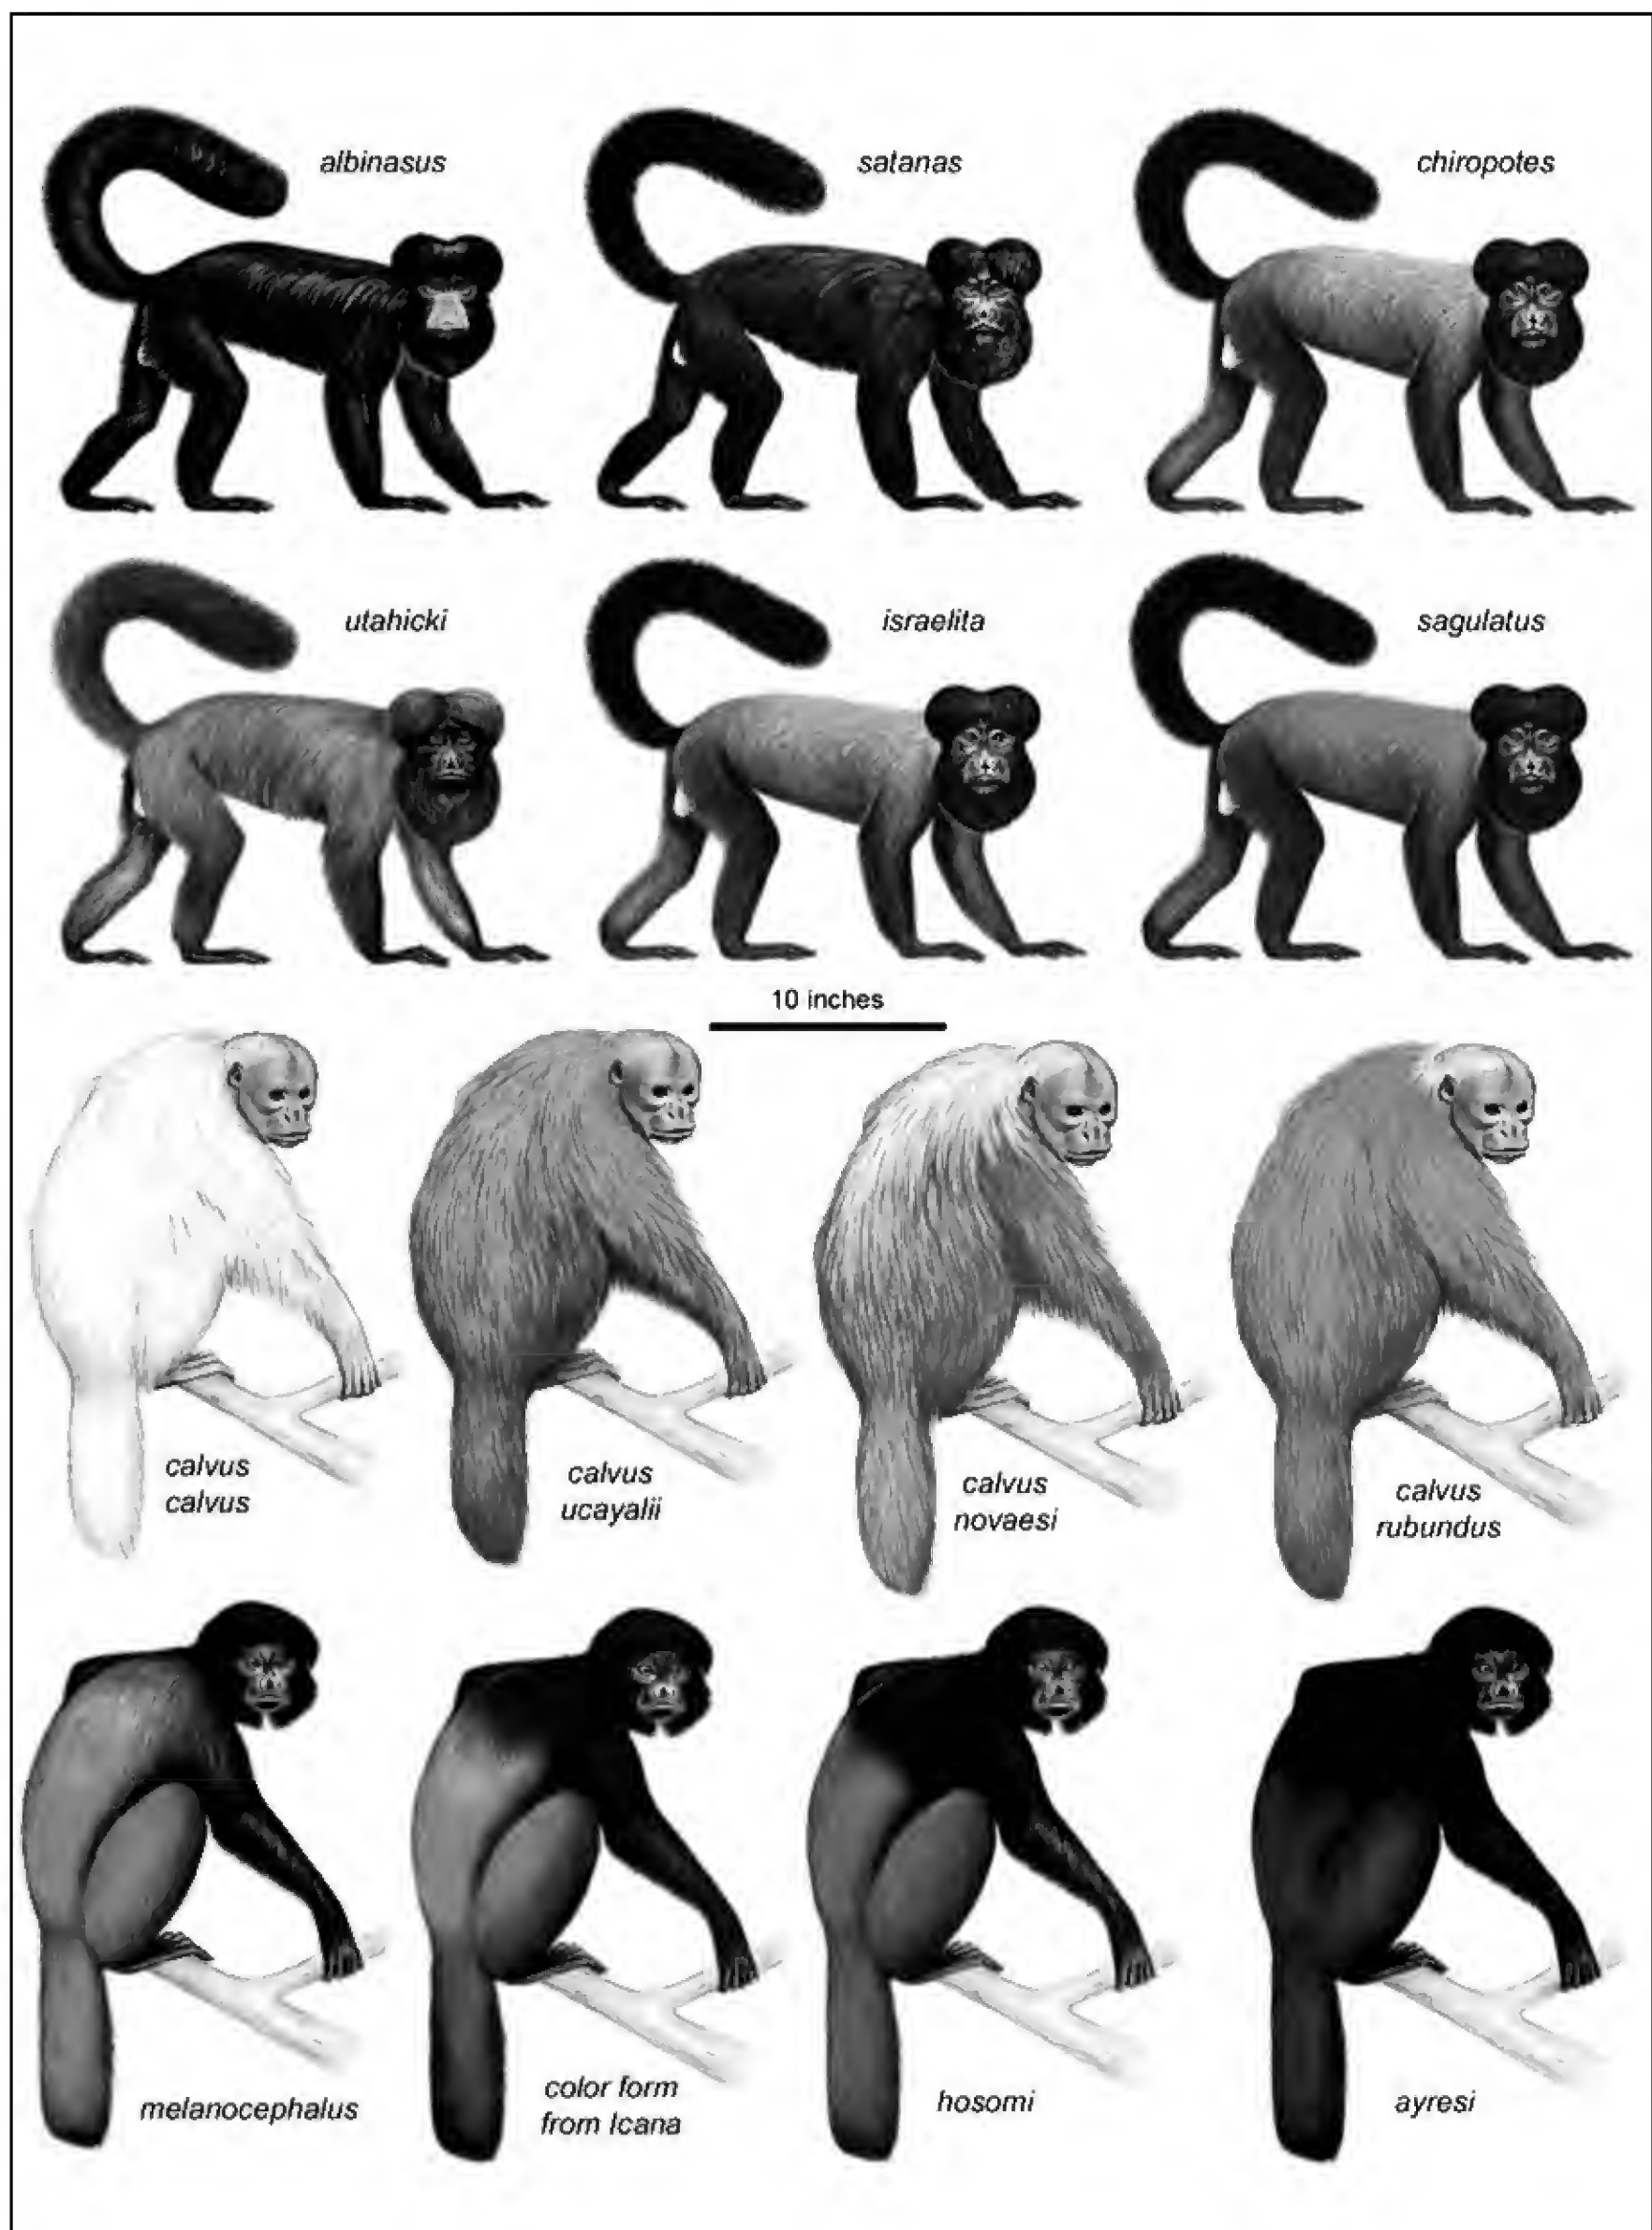 albinasus
satanas
chiropotes
utahicki
israelita
sagulatus
10 inches
calvus
calvus
calvus
ucayalii
calvus
novaesi
calvus
rubundus
melanocephalus
color form
from Icana
hosomi
ayresi